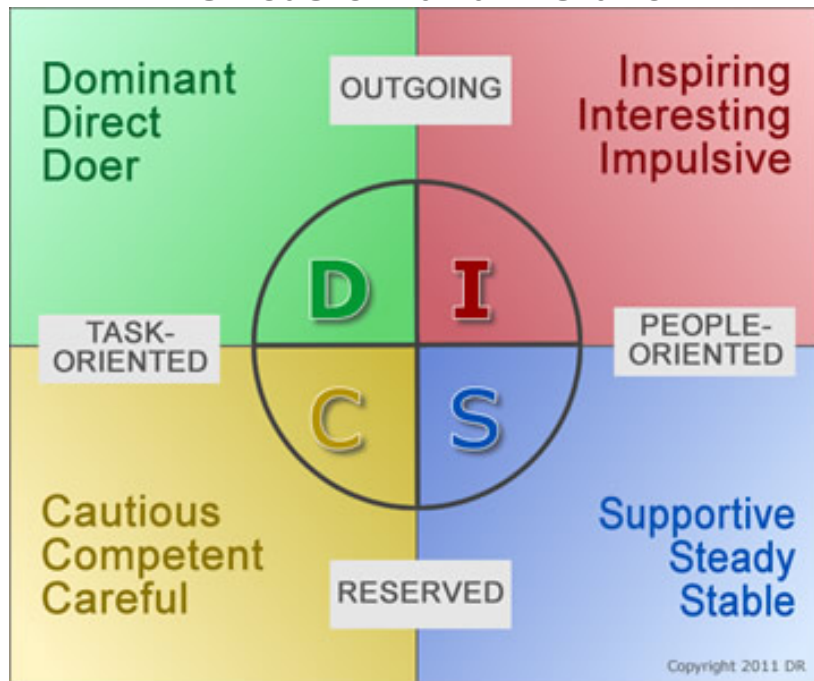 Dominant
Direct
Doer
OUTGOING
Inspiring
Interesting
Impulsive
D
I
TASK-
ORIENTED
PEOPLE-
ORIENTED
C
S
Cautious
Competent
Careful
RESERVED
Supportive
Steady
Stable
Copyright 2011 DR